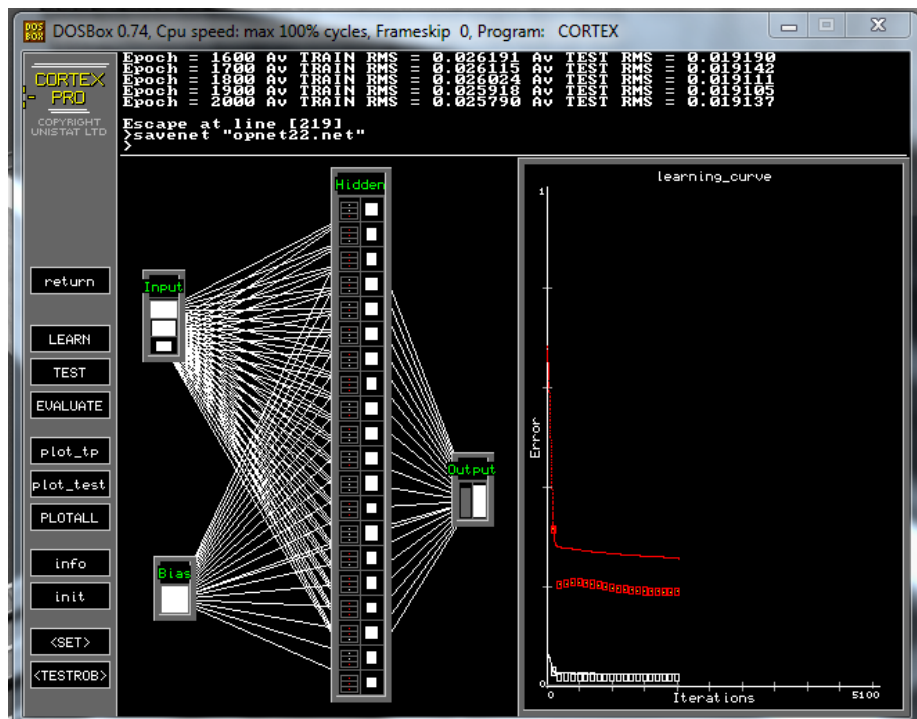 DOSBox 0.74, Cpu speed: max 100% cycles, Frameskip 0, Program: CORTEX
Epoch = 1600 Av TRAIN RMS = 0.026191 Av TEST RMS = 0.019190
Epoch = 1700 Av TRAIN RMS = 0.026115 Av TEST RMS = 0.019142
Epoch = 1800 Av TRAIN RMS = 0.026024 Av TEST RMS = 0.019111
Epoch = 1900 Av TRAIN RMS = 0.025918 Av TEST RMS = 0.019105
Epoch = 2000 Av TRAIN RMS = 0.025790 Av TEST RMS = 0.019137
Escape at line [219]
>savenet "opnet22.net"
>
CORTEX
PRO
COPYRIGHT
UNISTAT LTD
return
LEARN
TEST
EVALUATE
plot_tp
plot_test
PLOTALL
info
init
<SET>
<TESTROB>
Input
Bias
Hidden
Output
learning_curve
1
Error
0
0
Iterations
5100